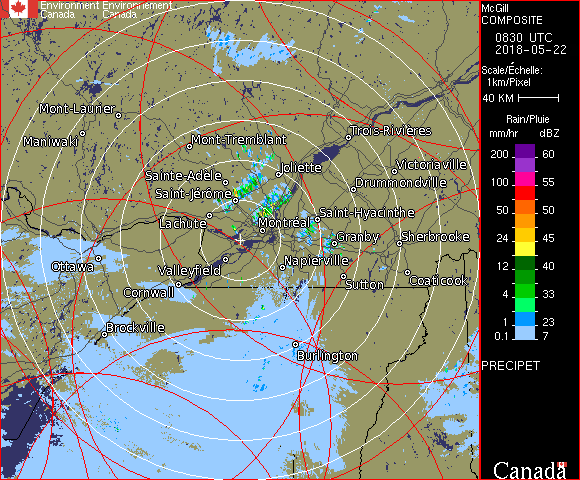 Environment Environnement
Canada Canada
McGill
COMPOSITE
0830 UTC
2018-05-22
Scale/Échelle:
1km/Pixel
40 KM
Rain/Pluie
mm/hr dBZ
200 60
100 55
50 50
24 45
12 40
4 33
1 23
0.1 7
PRECIPET
Canada
Mont-Laurier
Maniwaki
Mont-Tremblant
Trois-Rivières
Sainte-Adèle
Joliette
Victoriaville
Saint-Jérôme
Drummondville
Lachute
Montréal
Saint-Hyacinthe
Granby
Sherbrooke
Ottawa
Valleyfield
Napierville
Cornwall
Sutton
Coaticook
Brockville
Burlington